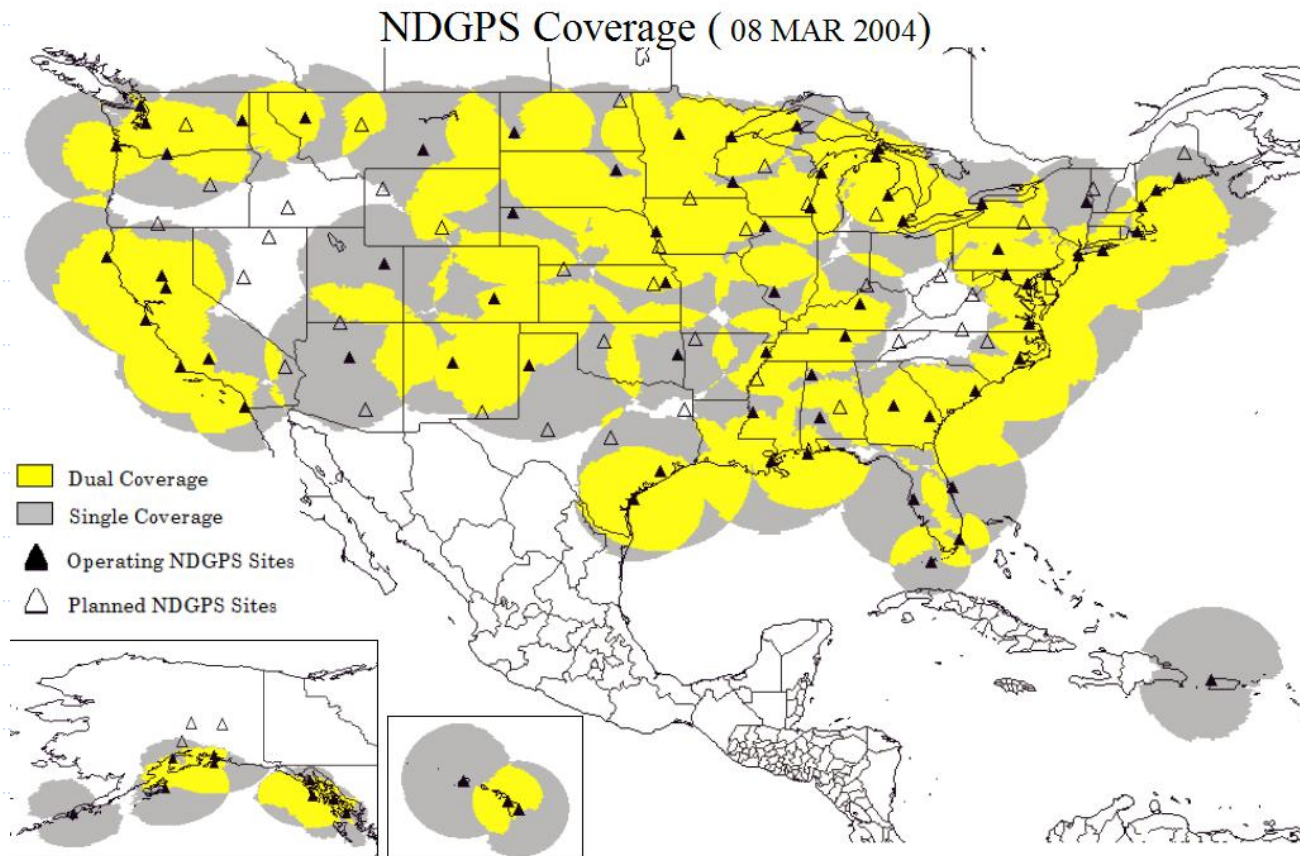 NDGPS Coverage ( 08 MAR 2004)
Dual Coverage
Single Coverage
Operating NDGPS Sites
Planned NDGPS Sites